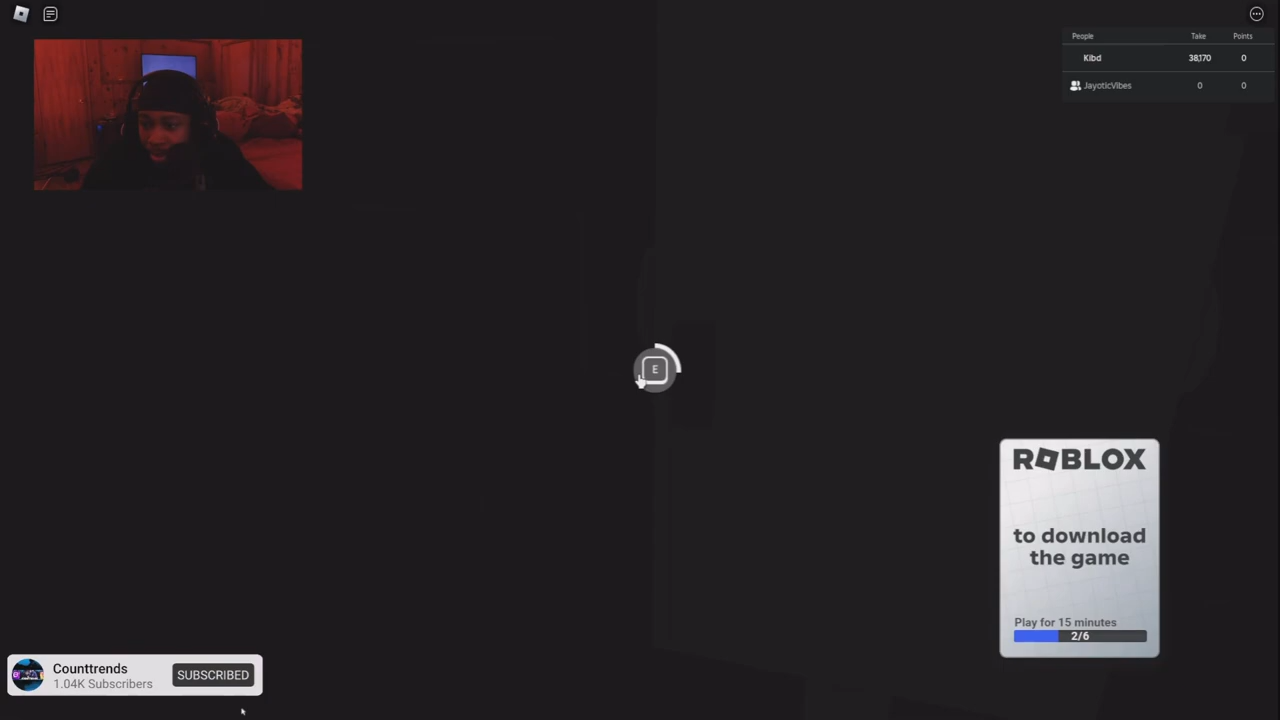 People Take Points
Kibd 38,170 0
JayoticVibes 0 0
E
ROBLOX
to download
the game
Play for 15 minutes
2/6
Counttrends
1.04K Subscribers
SUBSCRIBED